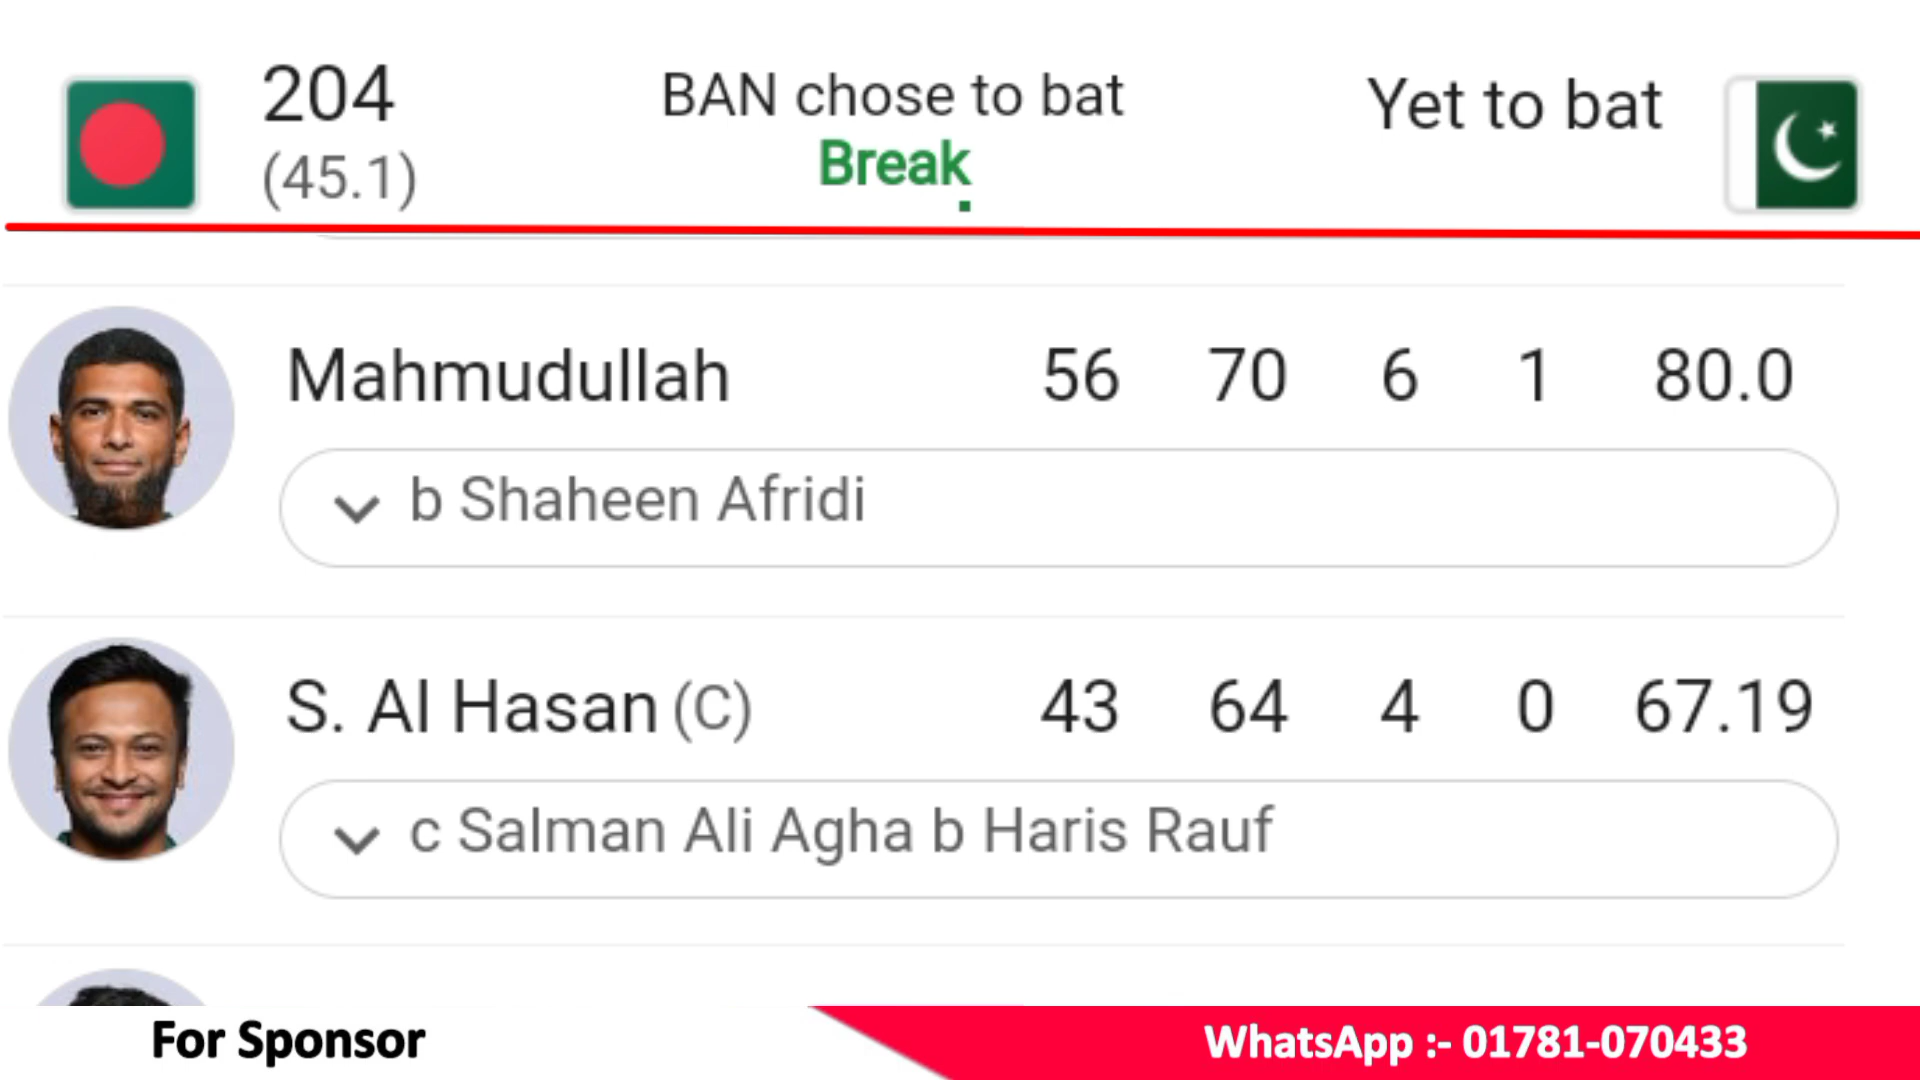 204
(45.1)
BAN chose to bat
Break
Yet to bat
Mahmudullah 56 70 6 1 80.0
b Shaheen Afridi
S. Al Hasan (C) 43 64 4 0 67.19
c Salman Ali Agha b Haris Rauf
For Sponsor
WhatsApp :- 01781-070433